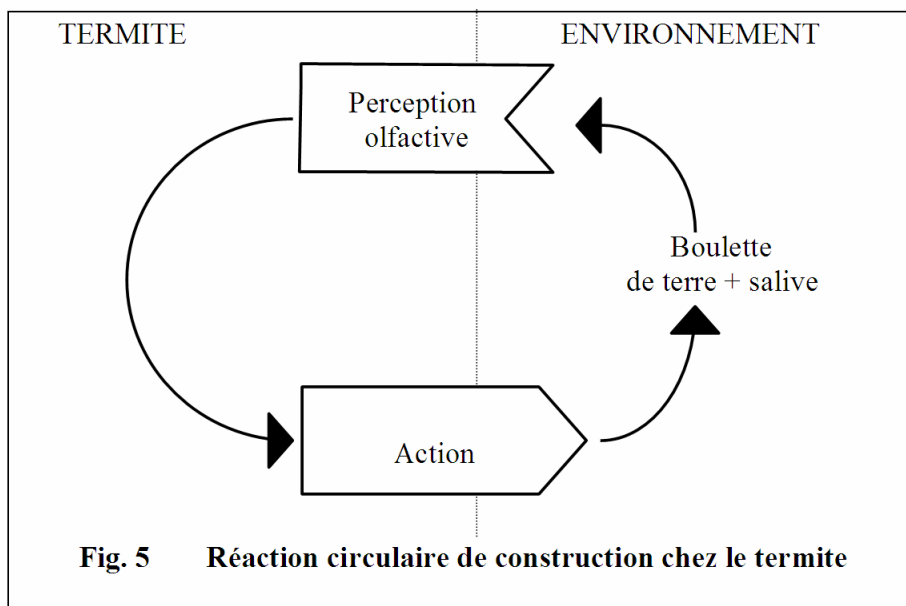 TERMITE
ENVIRONNEMENT
Perception
olfactive
Boulette
de terre + salive
Action
Fig. 5 Réaction circulaire de construction chez le termite